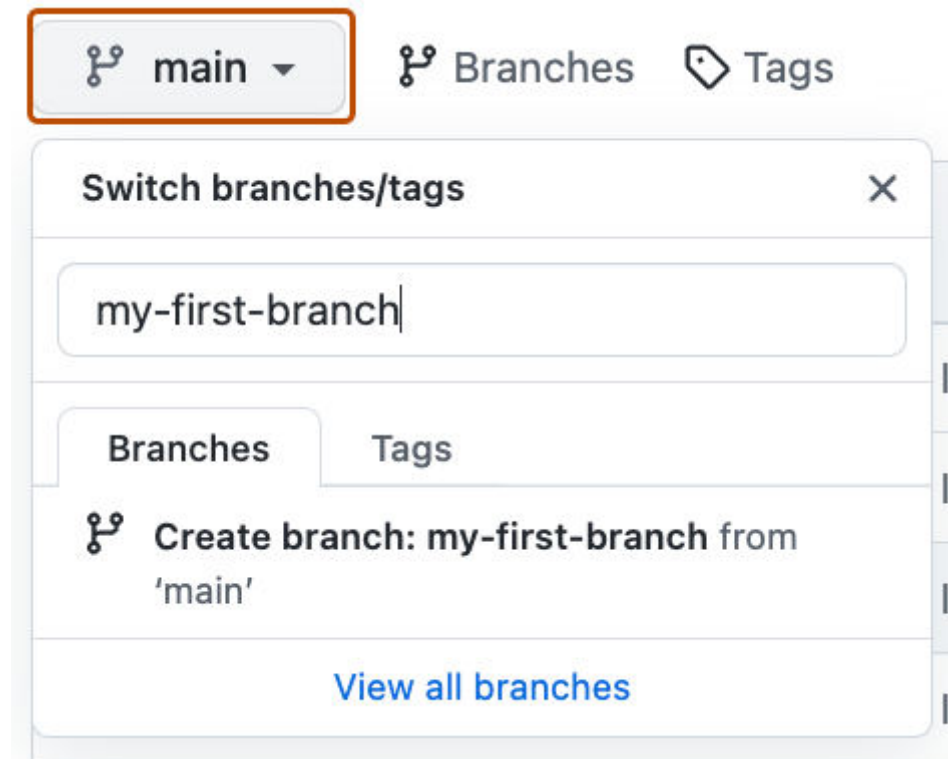 main Branches Tags
Switch branches/tags
my-first-branch
Branches Tags
Create branch: my-first-branch from
‘main’
View all branches